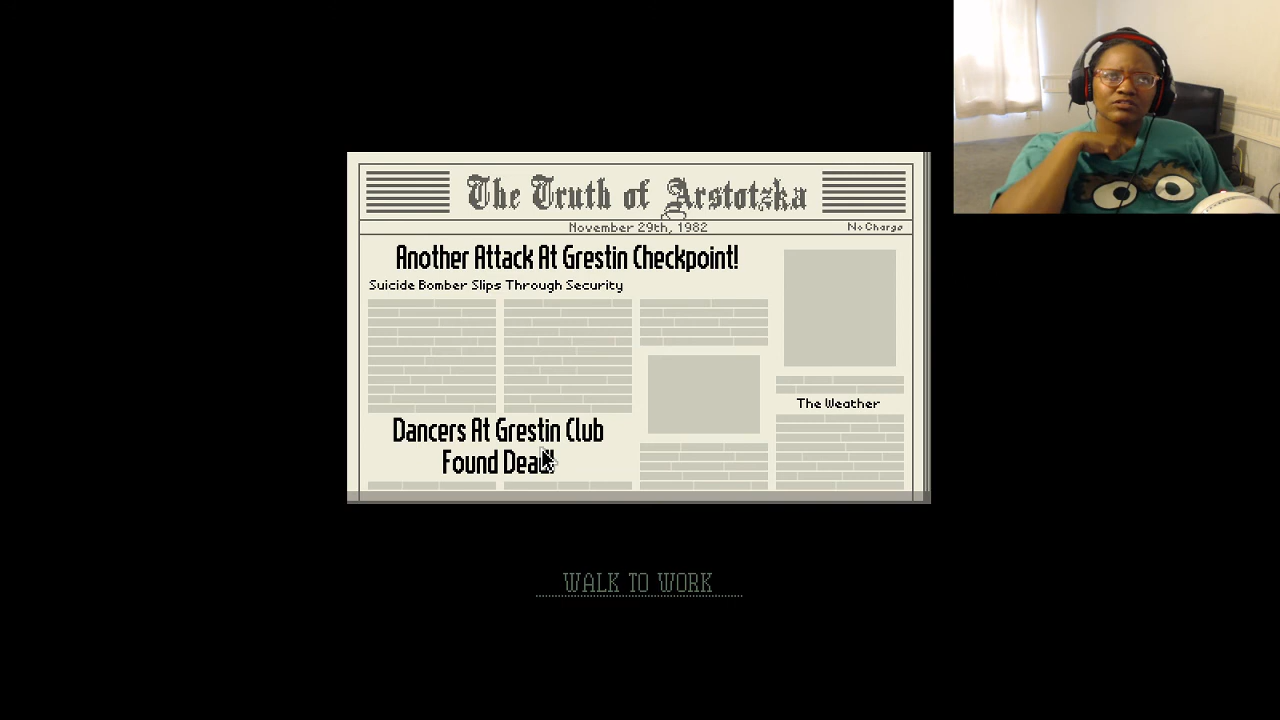 The Truth of Arstotzka
November 29th, 1982
No Charge
Another Attack At Grestin Checkpoint!
Suicide Bomber Slips Through Security
The Weather
Dancers At Grestin Club
Found Dead!
WALK TO WORK